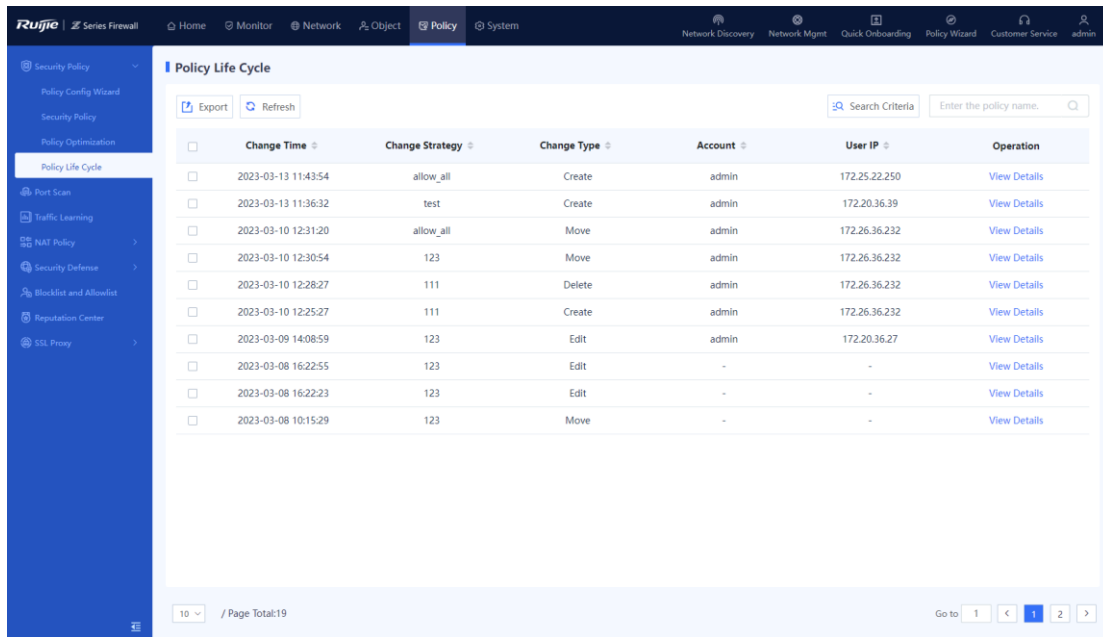 Ruijie | Z Series Firewall Home Monitor Network Object Policy System Network Discovery Network Mgmt Quick Onboarding Policy Wizard Customer Service admin
Security Policy
Policy Config Wizard
Security Policy
Policy Optimization
Policy Life Cycle
Port Scan
Traffic Learning
NAT Policy
Security Defense
Blocklist and Allowlist
Reputation Center
SSL Proxy
Policy Life Cycle
Export Refresh Search Criteria Enter the policy name.
Change Time Change Strategy Change Type Account User IP Operation
2023-03-13 11:43:54 allow_all Create admin 172.25.22.250 View Details
2023-03-13 11:36:32 test Create admin 172.20.36.39 View Details
2023-03-10 12:31:20 allow_all Move admin 172.26.36.232 View Details
2023-03-10 12:30:54 123 Move admin 172.26.36.232 View Details
2023-03-10 12:28:27 111 Delete admin 172.26.36.232 View Details
2023-03-10 12:25:27 111 Create admin 172.26.36.232 View Details
2023-03-09 14:08:59 123 Edit admin 172.20.36.27 View Details
2023-03-08 16:22:55 123 Edit - - View Details
2023-03-08 16:22:23 123 Edit - - View Details
2023-03-08 10:15:29 123 Move - - View Details
10 / Page Total:19 Go to 1 < 1 2 >